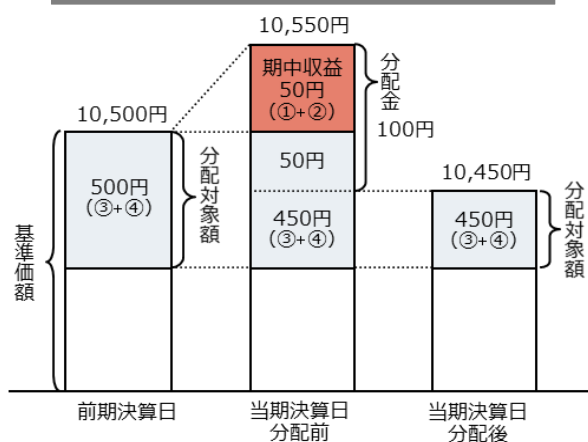 10,550円
期中収益
50円
(①+②)
分配金
10,500円
100円
500円
(③+④)
分配対象額
50円
10,450円
450円
(③+④)
450円
(③+④)
分配対象額
基準価額
前期決算日
当期決算日
分配前
当期決算日
分配後